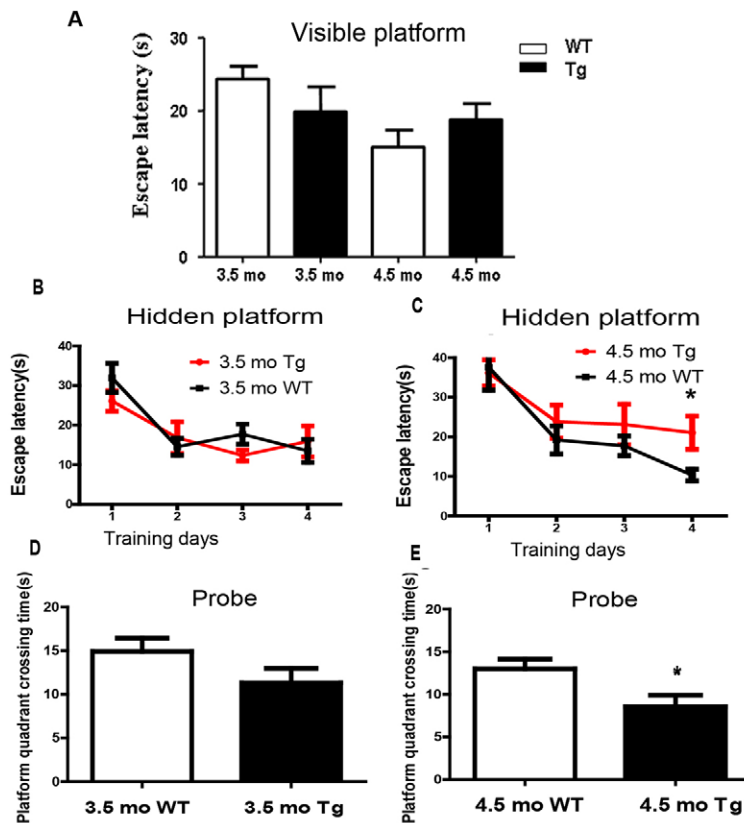 A
Visible platform
WT
Tg
Escape latency (s)
30
20
10
0
3.5 mo
3.5 mo
4.5 mo
4.5 mo
B
Hidden platform
3.5 mo Tg
3.5 mo WT
Escape latency(s)
40
30
20
10
0
1
2
3
4
Training days
C
Hidden platform
4.5 mo Tg
4.5 mo WT
*
Escape latency(s)
40
30
20
10
0
1
2
3
4
Training days
D
Probe
Platform quadrant crossing time(s)
20
15
10
5
0
3.5 mo WT
3.5 mo Tg
E
Probe
*
Platform quadrant crossing time(s)
20
15
10
5
0
4.5 mo WT
4.5 mo Tg